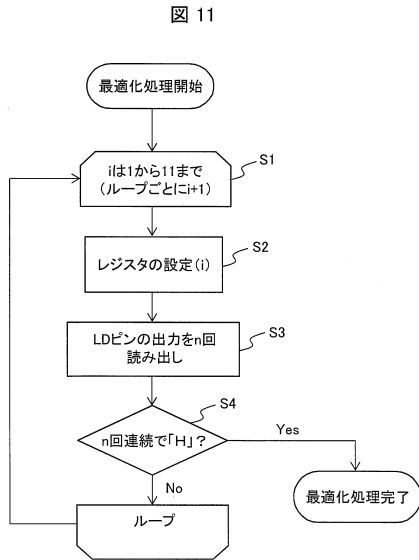 図 11
最適化処理開始
iは1から11まで
(ループごとにi+1)
S1
レジスタの設定(i)
S2
LDピンの出力をn回
読み出し
S3
S4
n回連続で「H」?
Yes
No
最適化処理完了
ループ